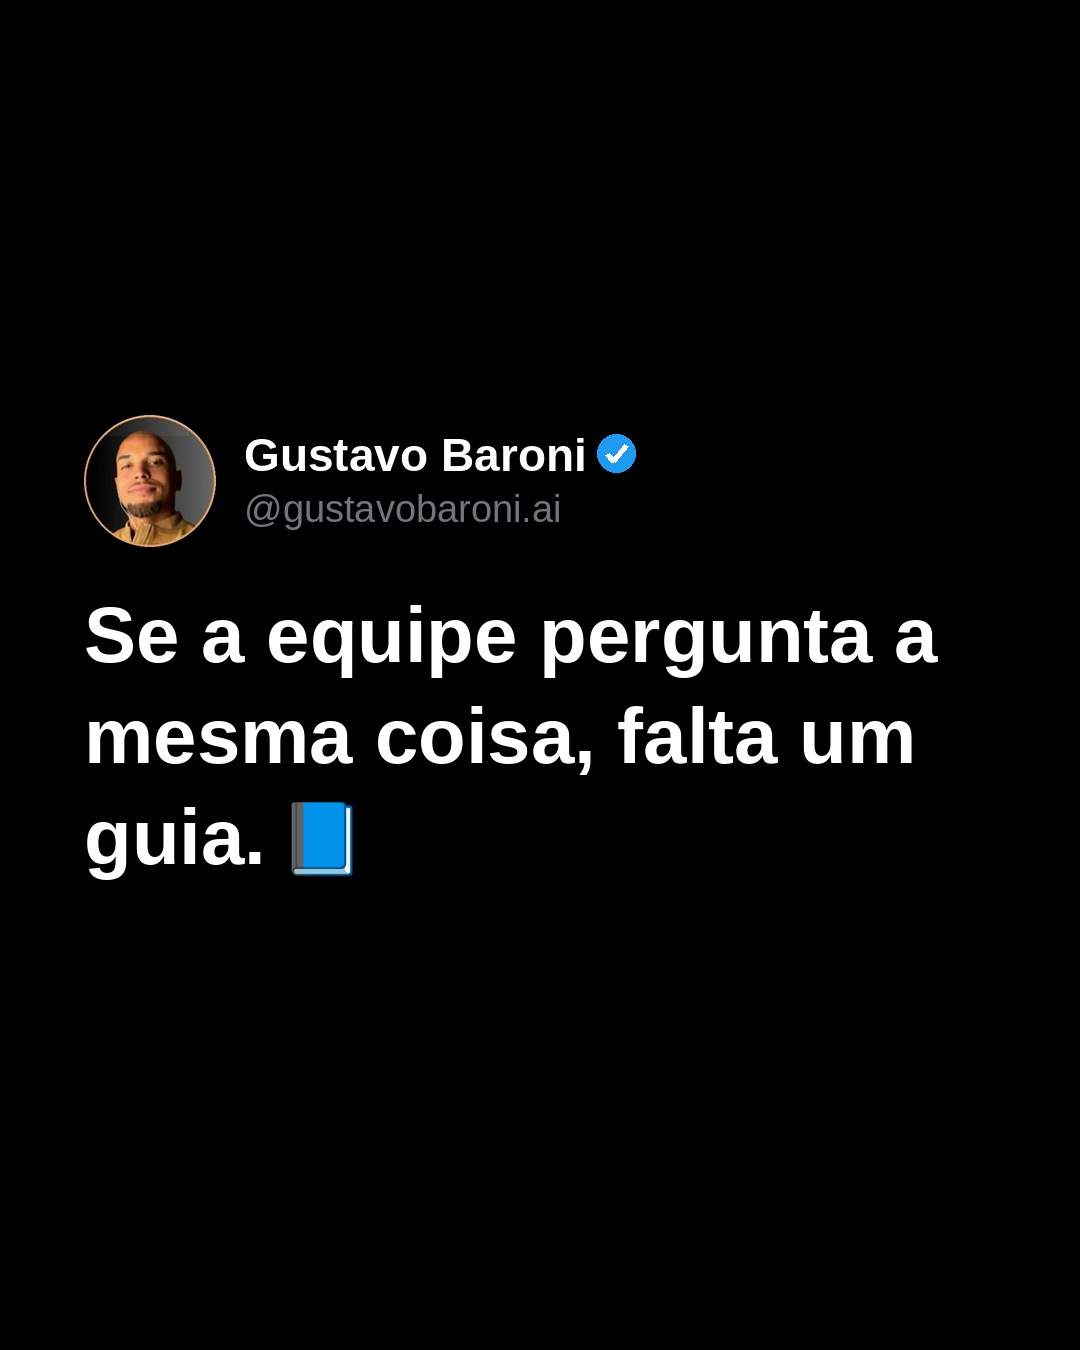 Gustavo Baroni
@gustavobaroni.ai
Se a equipe pergunta a
mesma coisa, falta um
guia. 📘